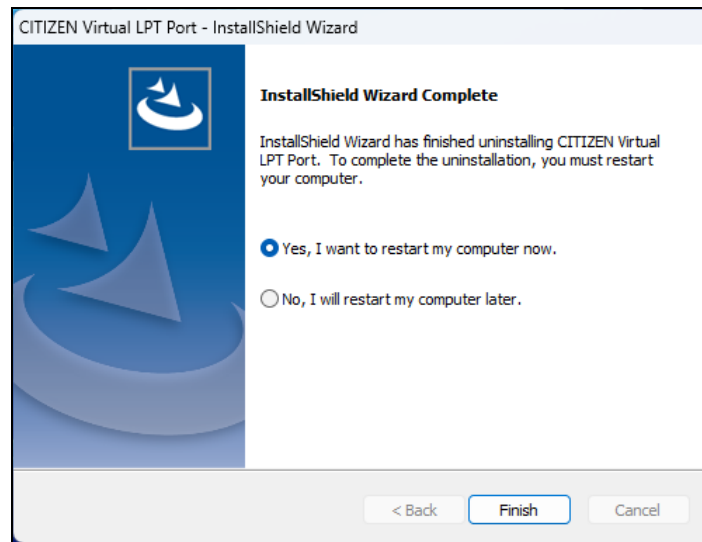 CITIZEN Virtual LPT Port - InstallShield Wizard
InstallShield Wizard Complete
InstallShield Wizard has finished uninstalling CITIZEN Virtual
LPT Port.  To complete the uninstallation, you must restart
your computer.
Yes, I want to restart my computer now.
No, I will restart my computer later.
< Back
Finish
Cancel